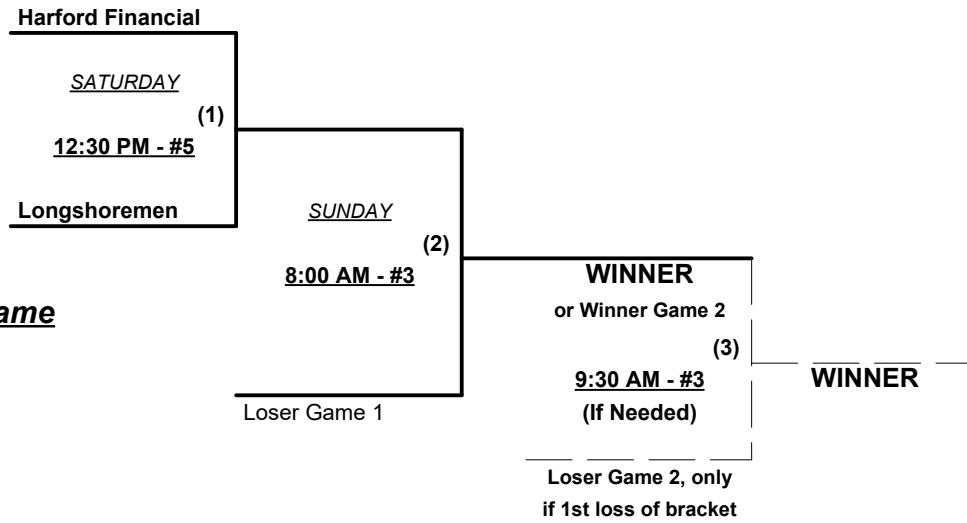 Harford Financial
SATURDAY
(1)
12:30 PM - #5
Longshoremen
SUNDAY
(2)
8:00 AM - #3
WINNER
or Winner Game 2
(3)
9:30 AM - #3
WINNER
(If Needed)
Loser Game 1
Loser Game 2, only
if 1st loss of bracket